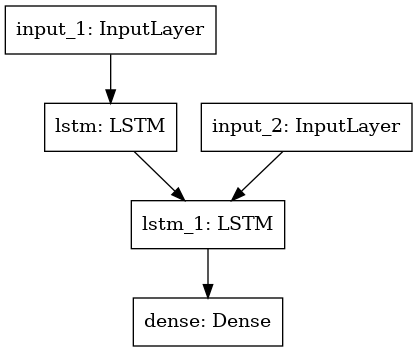 input_1: InputLayer
lstm: LSTM
input_2: InputLayer
lstm_1: LSTM
dense: Dense